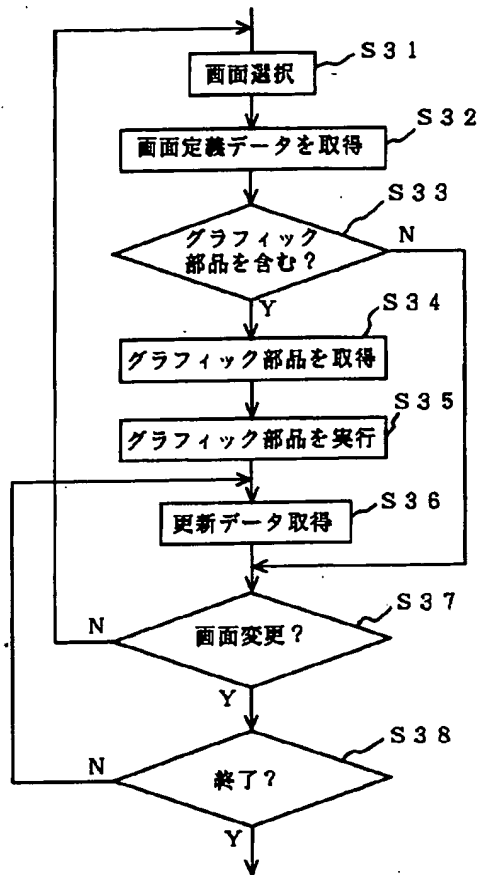 S31
画面選択
S32
画面定義データを取得
S33
グラフィック
部品を含む?
N
Y
S34
グラフィック部品を取得
S35
グラフィック部品を実行
S36
更新データ取得
S37
画面変更?
N
Y
S38
終了?
N
Y